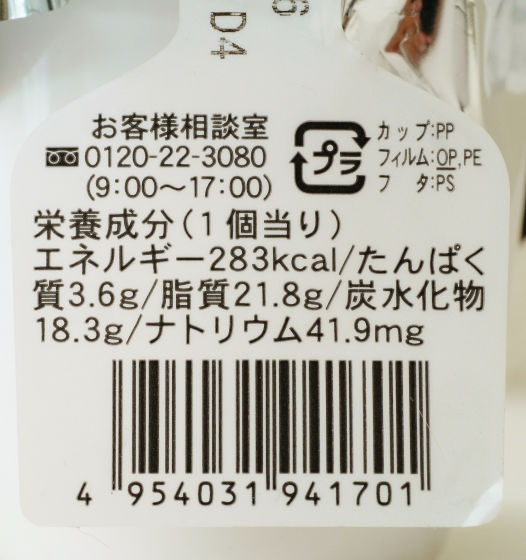 6
D4
お客様相談室
0120-22-3080
(9:00〜17:00)
プラ
カップ:PP
フィルム:OP,PE
フタ:PS
栄養成分(1個当り)
エネルギー283kcal/たんぱく
質3.6g/脂質21.8g/炭水化物
18.3g/ナトリウム41.9mg
4 954031 941701